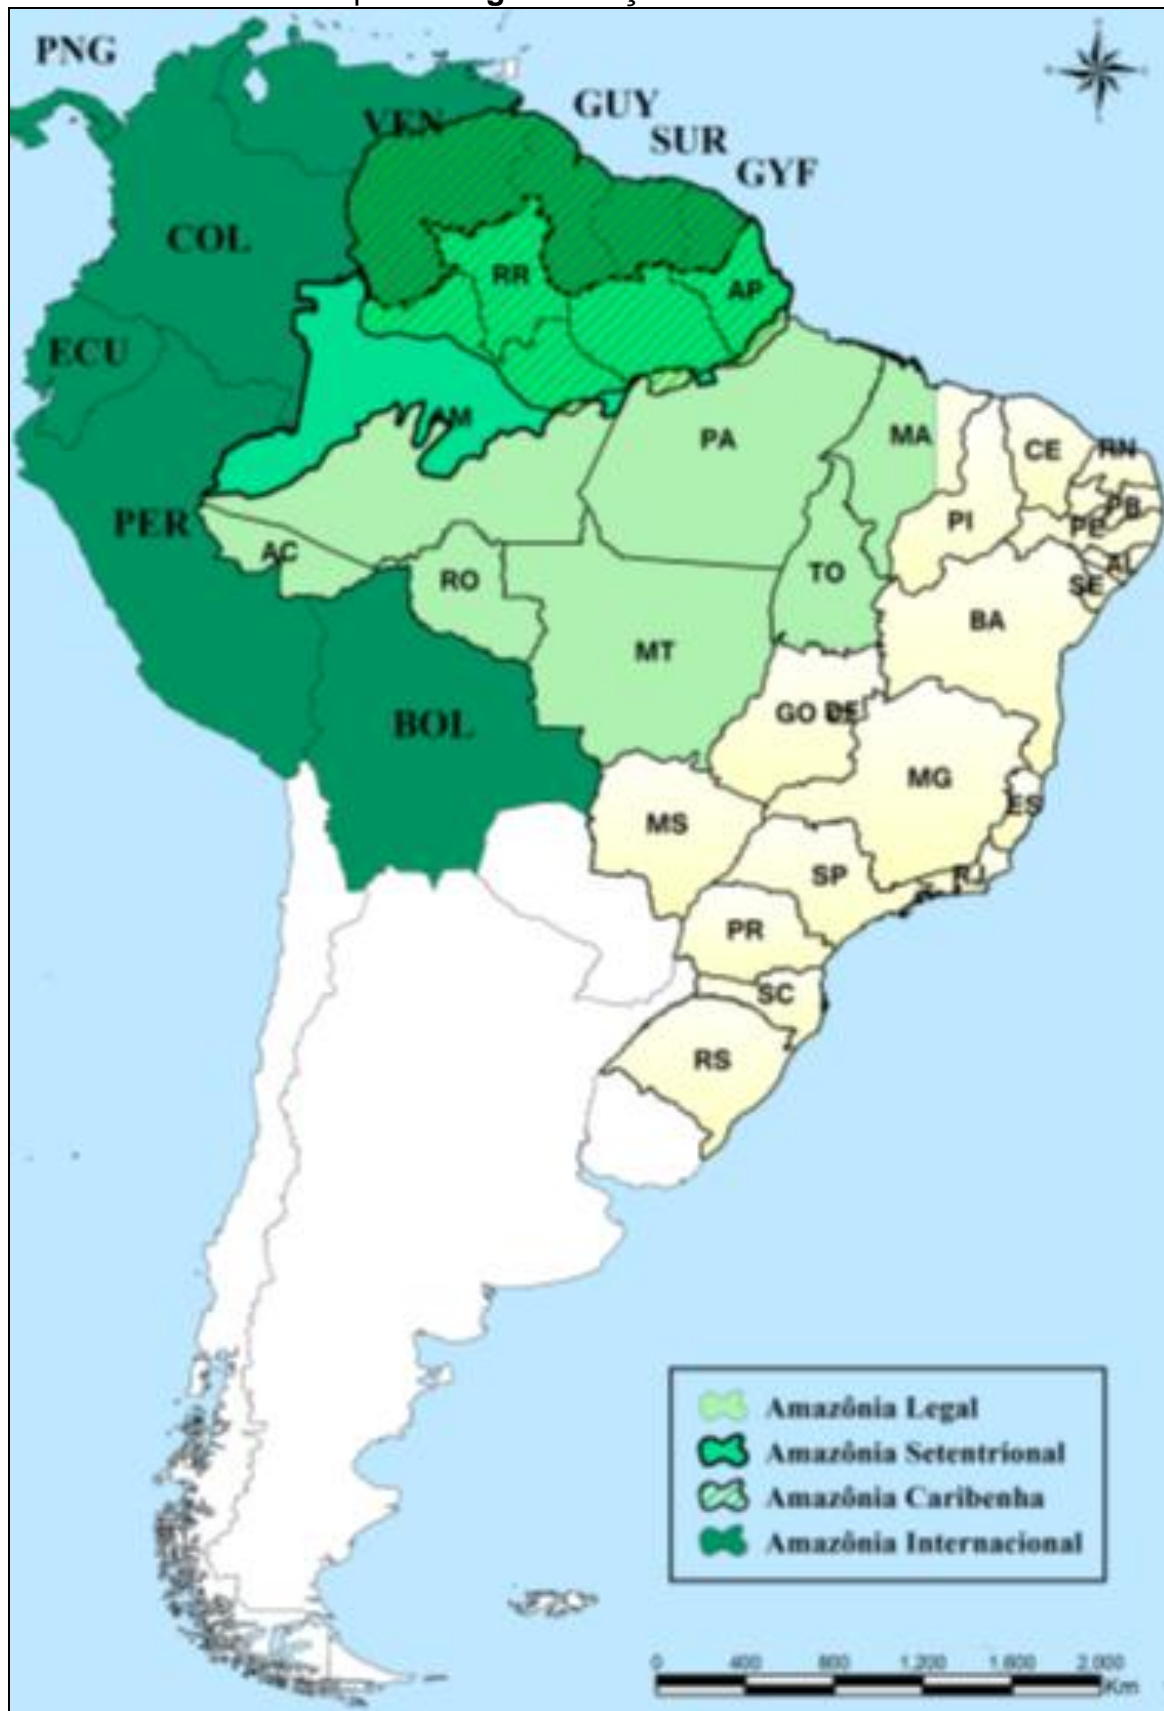 PNG
GUY
VEN
SUR
GYF
COL
RR
AP
ECU
AM
PA
MA
CE
RN
PB
PER
PI
PE
AC
TO
AL
RO
SE
BA
MT
BOL
GO DF
MG
ES
MS
SP
RJ
PR
SC
RS
Amazônia Legal
Amazônia Setentrional
Amazônia Caribenha
Amazônia Internacional
0 400 800 1.200 1.600 2.000
Km